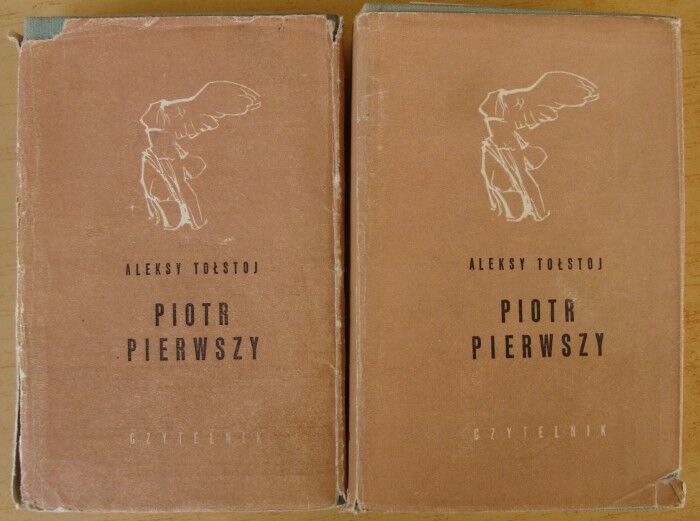 ALEKSY TOŁSTOJ
PIOTR
PIERWSZY
CZYTELNIK
ALEKSY TOŁSTOJ
PIOTR
PIERWSZY
CZYTELNIK